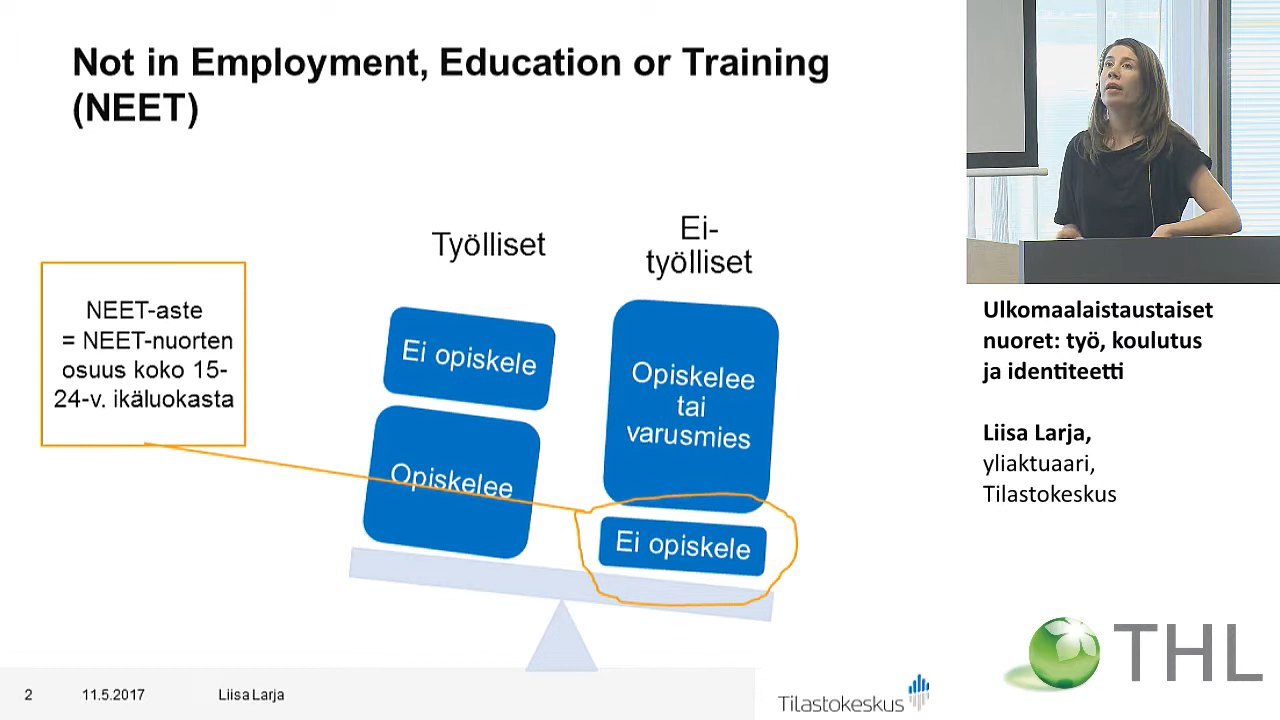 Not in Employment, Education or Training
(NEET)
NEET-aste
= NEET-nuorten
osuus koko 15-
24-v. ikäluokasta
Työlliset
Ei opiskele
Opiskelee
Ei-
työlliset
Opiskelee
tai
varusmies
Ei opiskele
2
11.5.2017
Liisa Larja
Tilastokeskus
Ulkomaalaistaustaiset
nuoret: työ, koulutus
ja identiteetti
Liisa Larja,
yliaktuaari,
Tilastokeskus
THL